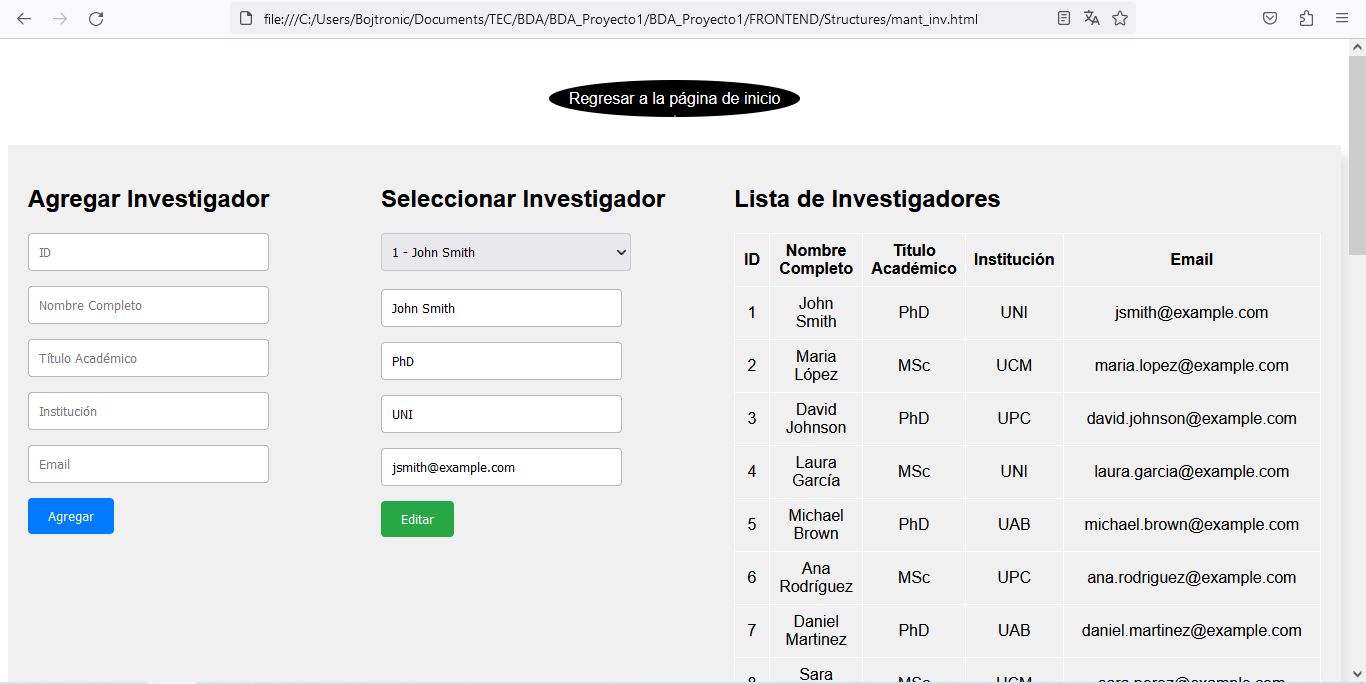 file:///C:/Users/Bojtronic/Documents/TEC/BDA/BDA_Proyecto1/BDA_Proyecto1/FRONTEND/Structures/mant_inv.html
Regresar a la página de inicio
Agregar Investigador
ID
Nombre Completo
Título Académico
Institución
Email
Agregar
Seleccionar Investigador
1 - John Smith
John Smith
PhD
UNI
jsmith@example.com
Editar
Lista de Investigadores
ID Nombre Completo Título Académico Institución Email
1 John Smith PhD UNI jsmith@example.com
2 Maria López MSc UCM maria.lopez@example.com
3 David Johnson PhD UPC david.johnson@example.com
4 Laura García MSc UNI laura.garcia@example.com
5 Michael Brown PhD UAB michael.brown@example.com
6 Ana Rodríguez MSc UPC ana.rodriguez@example.com
7 Daniel Martinez PhD UAB daniel.martinez@example.com
8 Sara MSc UCM sara.perez@example.com